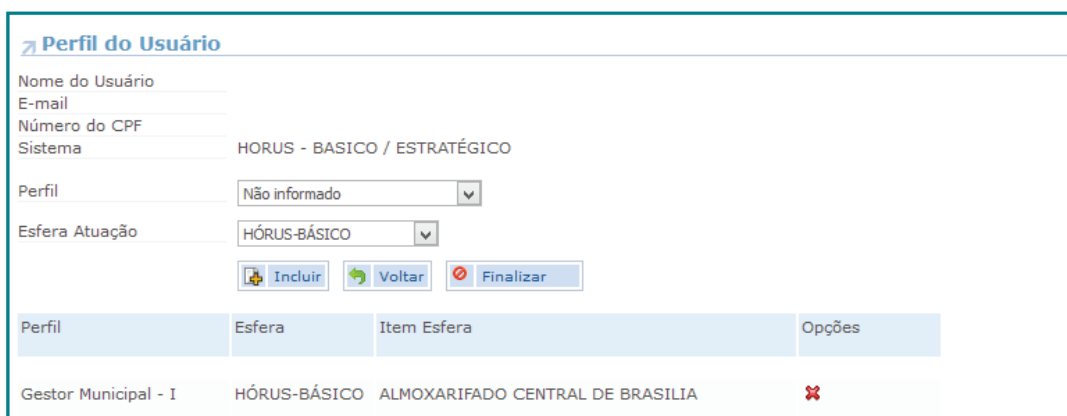 Perfil do Usuário
Nome do Usuário
E-mail
Número do CPF
Sistema HORUS - BASICO / ESTRATÉGICO
Perfil Não informado
Esfera Atuação HÓRUS-BÁSICO
Incluir Voltar Finalizar
Perfil Esfera Item Esfera Opções
Gestor Municipal - I HÓRUS-BÁSICO ALMOXARIFADO CENTRAL DE BRASILIA